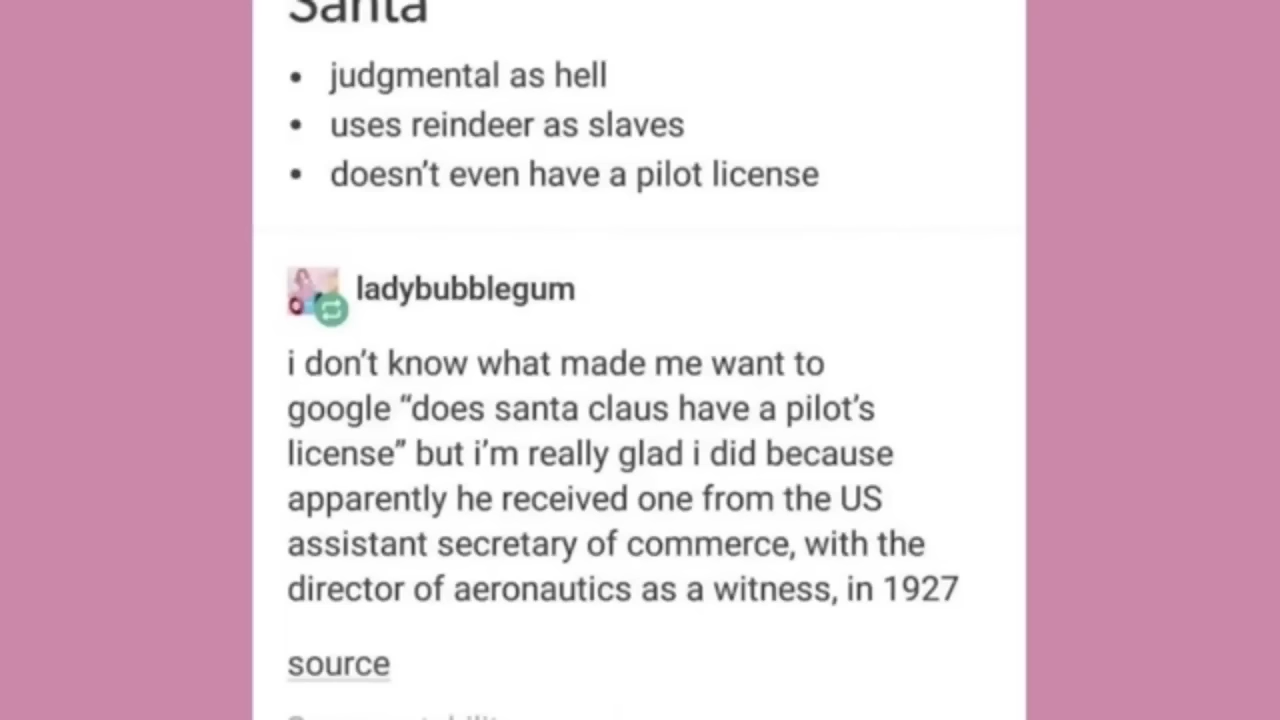 Santa
• judgmental as hell
• uses reindeer as slaves
• doesn’t even have a pilot license
ladybubblegum
i don’t know what made me want to
google “does santa claus have a pilot’s
license” but i’m really glad i did because
apparently he received one from the US
assistant secretary of commerce, with the
director of aeronautics as a witness, in 1927
source